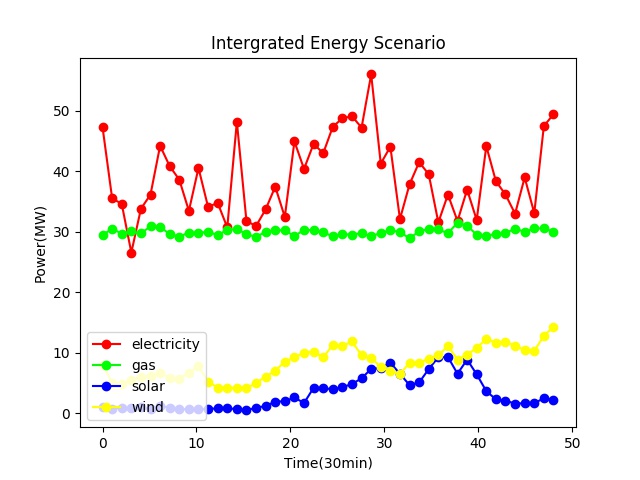 Intergrated Energy Scenario
Power(MW)
50
40
30
20
10
0
electricity
gas
solar
wind
0 10 20 30 40 50
Time(30min)